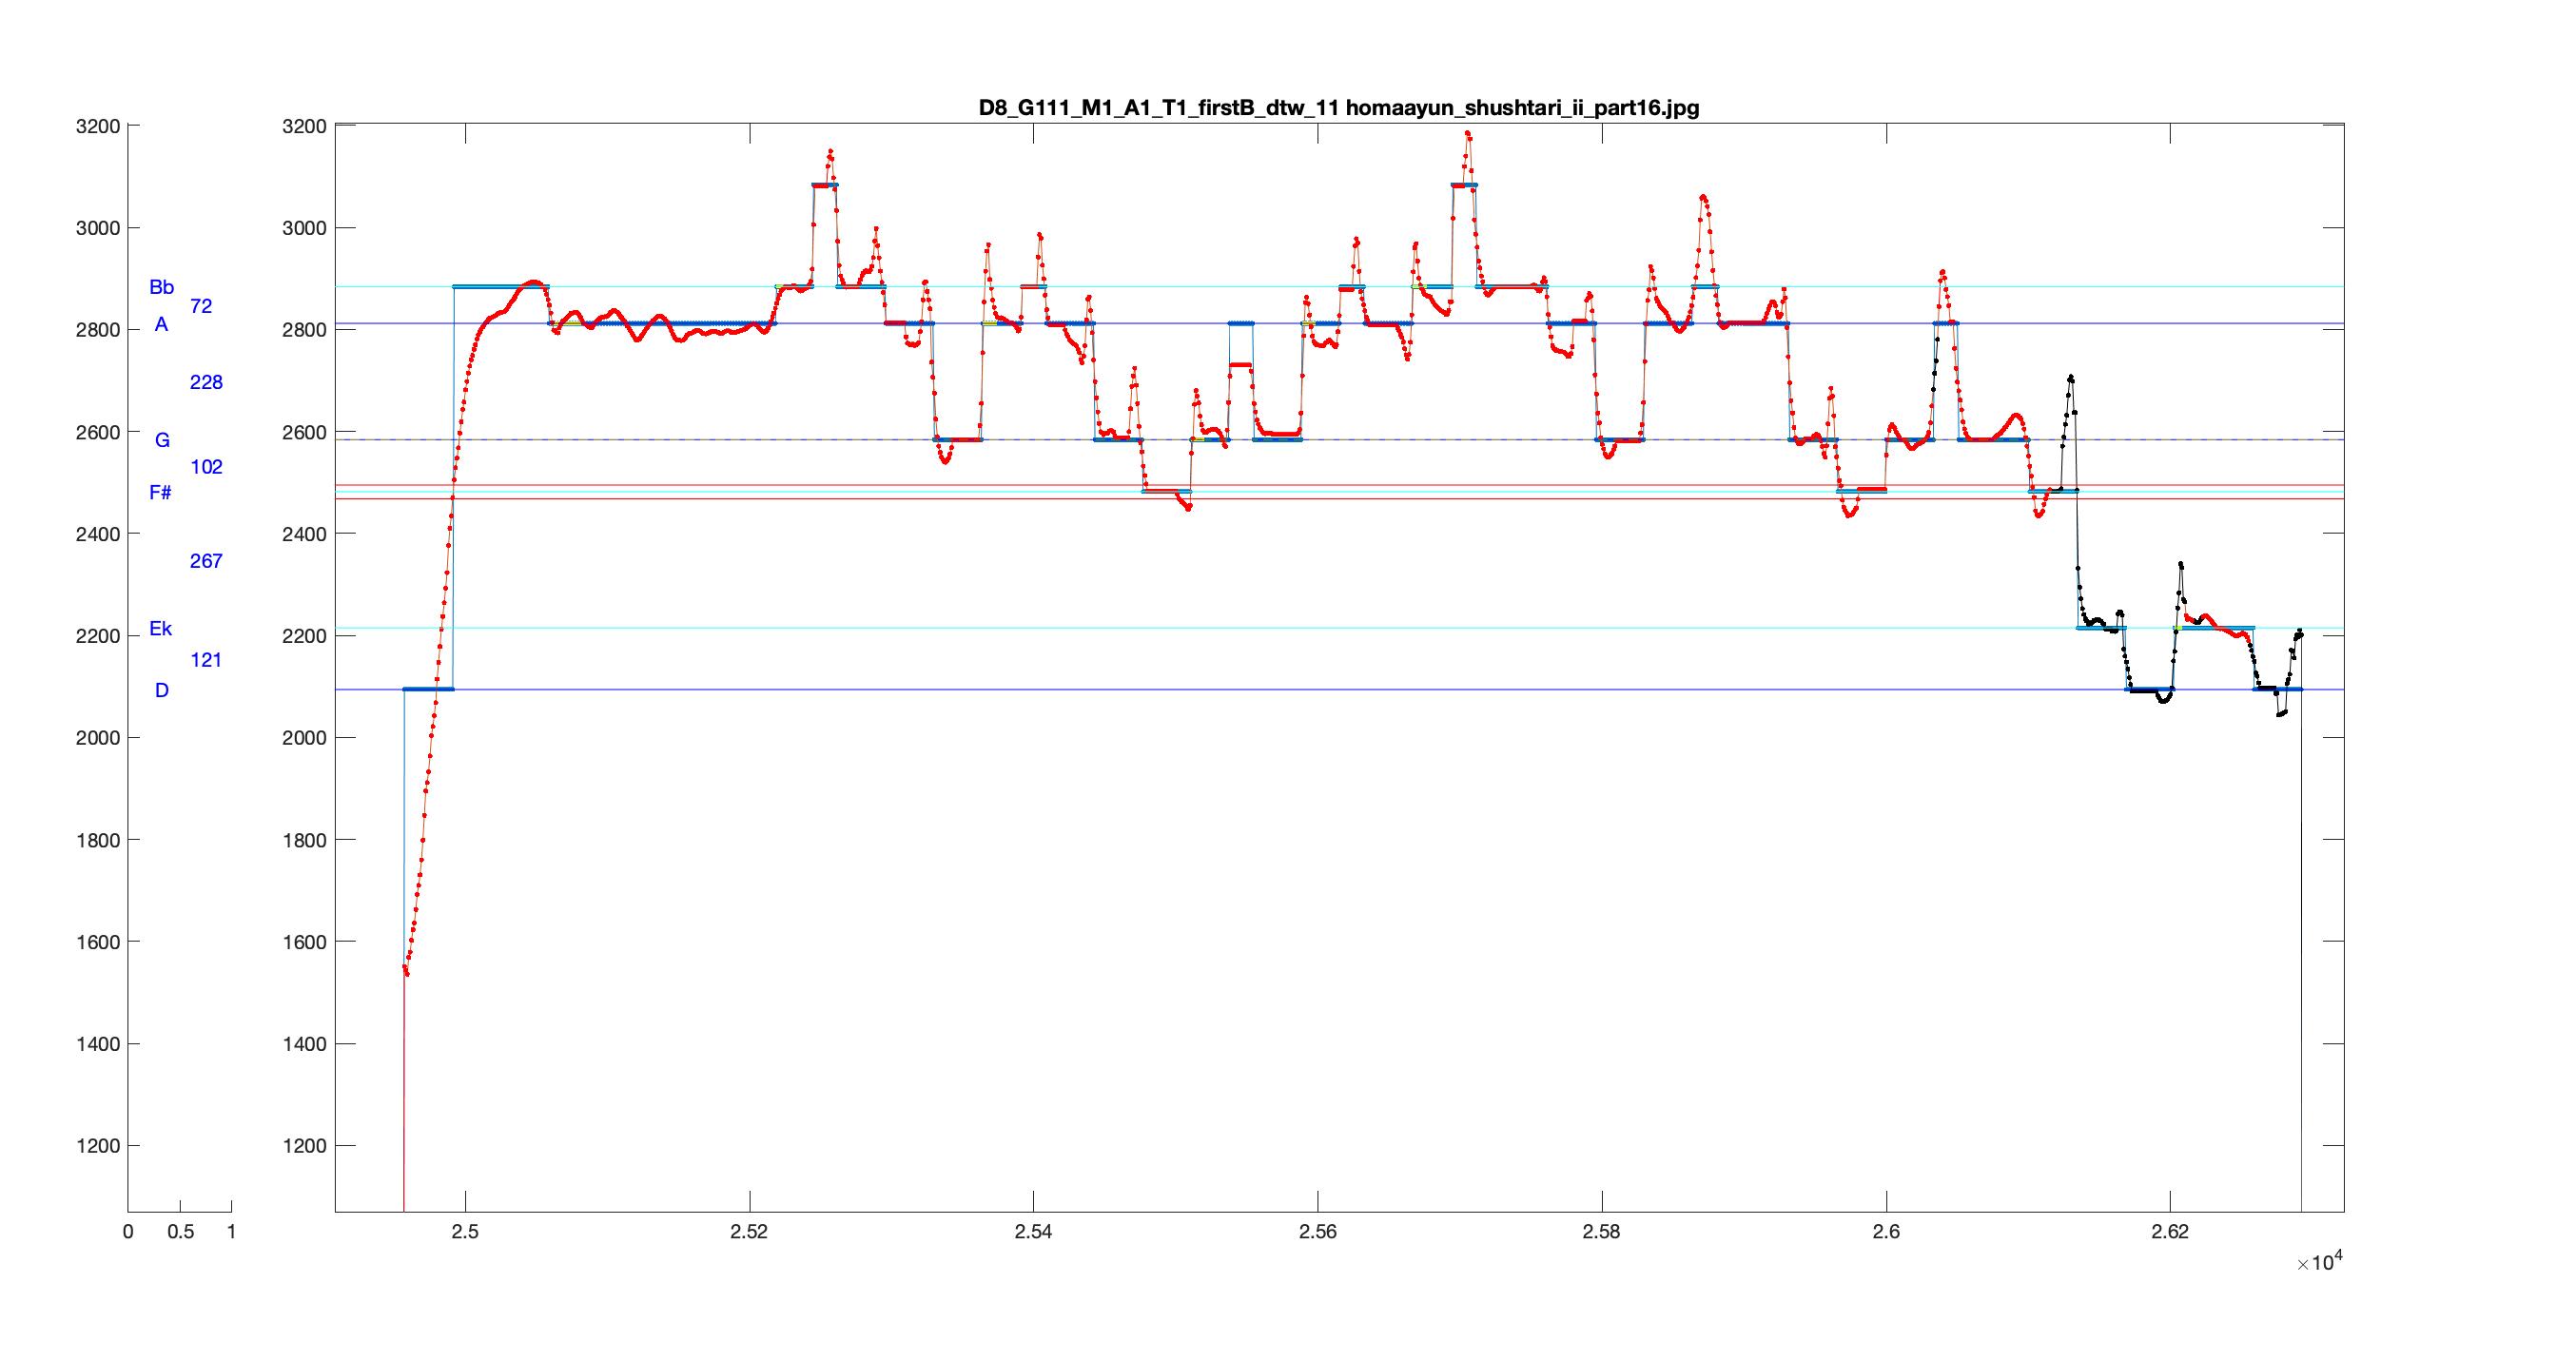 D8_G111_M1_A1_T1_firstB_dtw_11 homaayun_shushtari_ii_part16.jpg
3200 3200
3000 3000
Bb
72
A
2800 2800
228
G
2600 2600
102
F#
2400 2400
267
Ek
2200 2200
121
D
2000 2000
1800 1800
1600 1600
1400 1400
1200 1200
0 0.5 1 2.5 2.52 2.54 2.56 2.58 2.6 2.62
×10⁴